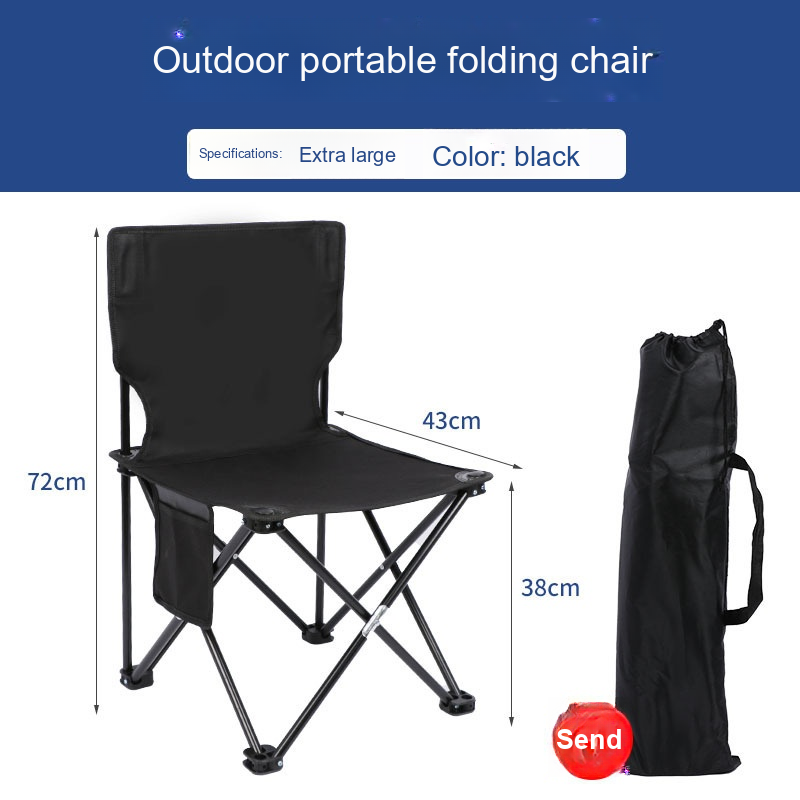 Outdoor portable folding chair
Specifications: Extra large Color: black
43cm
72cm
38cm
Send